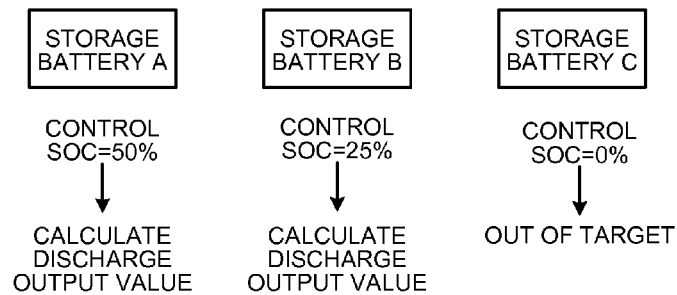 STORAGE
BATTERY A
CONTROL
SOC=50%
CALCULATE
DISCHARGE
OUTPUT VALUE
STORAGE
BATTERY B
CONTROL
SOC=25%
CALCULATE
DISCHARGE
OUTPUT VALUE
STORAGE
BATTERY C
CONTROL
SOC=0%
OUT OF TARGET